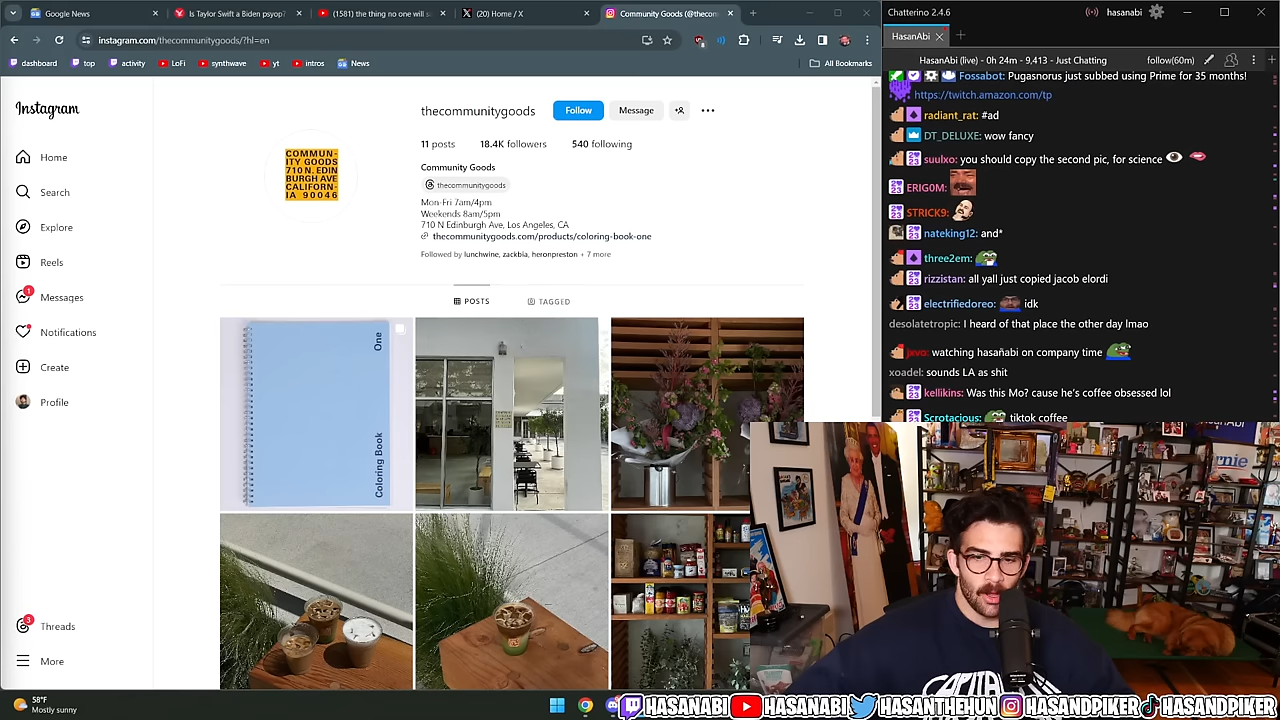 Google News
Is Taylor Swift a Biden psyop?
(1581) the thing no one will s
(20) Home / X
Community Goods (@thecomm
instagram.com/thecommunitygoods/?hl=en
dashboard
top
activity
LoFi
synthwave
yt
intros
News
All Bookmarks
Instagram
Home
Search
Explore
Reels
1
Messages
Notifications
Create
Profile
3
Threads
More
COMMUN-
ITY GOODS
710 N. EDIN
BURGH AVE
CALIFORN-
IA 90046
thecommunitygoods
Follow
Message
11 posts
18.4K followers
540 following
Community Goods
thecommunitygoods
Mon-Fri 7am/4pm
Weekends 8am/5pm
710 N Edinburgh Ave, Los Angeles, CA
thecommunitygoods.com/products/coloring-book-one
Followed by lunchwine, zackbia, heronpreston + 7 more
POSTS
TAGGED
One
Coloring Book
Chatterino 2.4.6
hasanabi
HasanAbi
HasanAbi (live) - 0h 24m - 9,413 - Just Chatting
follow(60m)
Fossabot: Pugasnorus just subbed using Prime for 35 months!
https://twitch.amazon.com/tp
radiant_rat: #ad
DT_DELUXE: wow fancy
suulxo: you should copy the second pic, for science
ERIG0M:
STRICK9:
nateking12: and*
three2em:
rizzistan: all yall just copied jacob elordi
electrifiedoreo: idk
desolatetropic: I heard of that place the other day lmao
jxvo: watching hasañabi on company time
xoadel: sounds LA as shit
kellikins: Was this Mo? cause he's coffee obsessed lol
Scrotacious: tiktok coffee
58°F
Mostly sunny
HASANABI
HASANABI
HASANTHEHUN
HASANDPIKER
HASANDPIKER